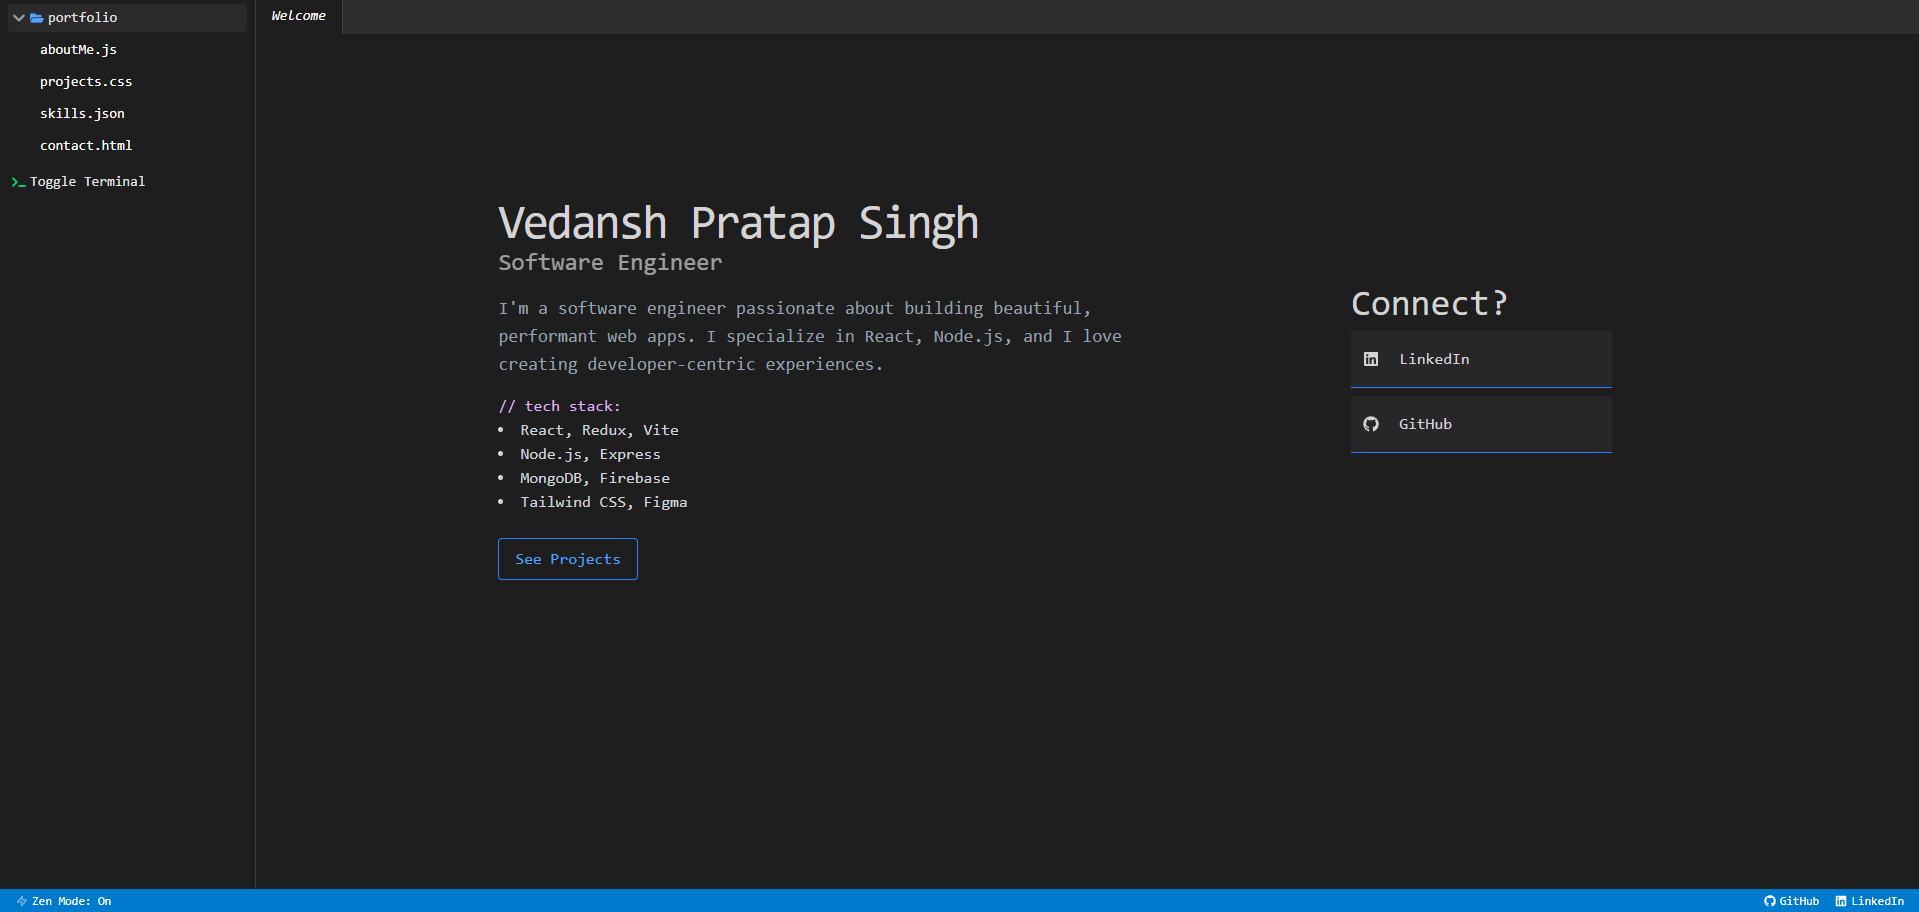 portfolio
aboutMe.js
projects.css
skills.json
contact.html
Toggle Terminal
Welcome
Vedansh Pratap Singh
Software Engineer
I'm a software engineer passionate about building beautiful,
performant web apps. I specialize in React, Node.js, and I love
creating developer-centric experiences.
// tech stack:
• React, Redux, Vite
• Node.js, Express
• MongoDB, Firebase
• Tailwind CSS, Figma
See Projects
Connect?
LinkedIn
GitHub
Zen Mode: On
GitHub
LinkedIn